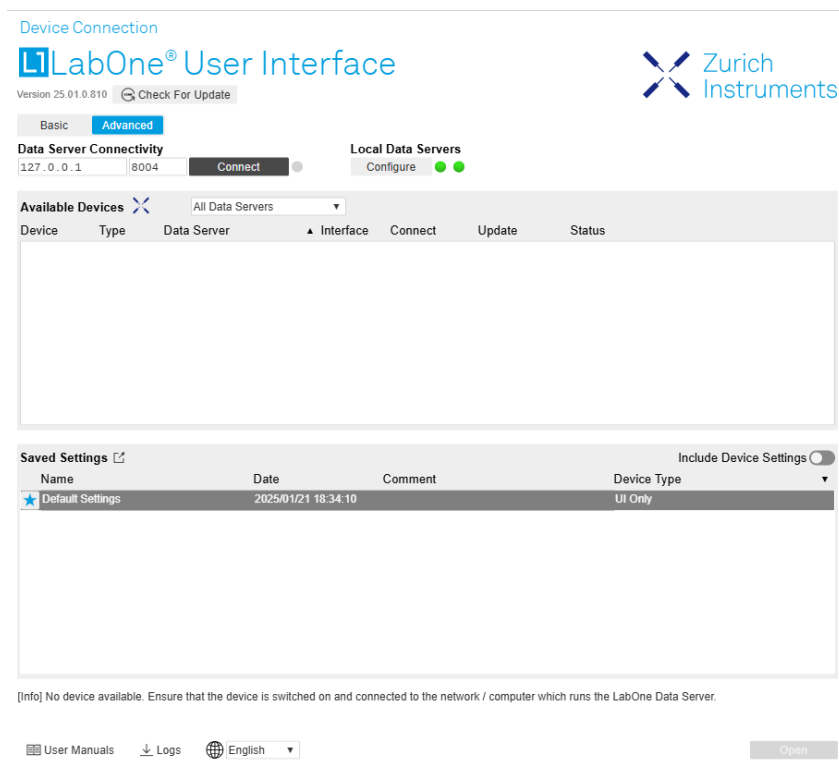 Device Connection
LabOne® User Interface
Zurich Instruments
Version 25.01.0.810 Check For Update
Basic Advanced
Data Server Connectivity Local Data Servers
127.0.0.1 8004 Connect Configure
Available Devices All Data Servers
Device Type Data Server Interface Connect Update Status
Saved Settings Include Device Settings
Name Date Comment Device Type
Default Settings 2025/01/21 18:34:10 UI Only
[Info] No device available. Ensure that the device is switched on and connected to the network / computer which runs the LabOne Data Server.
User Manuals Logs English Open